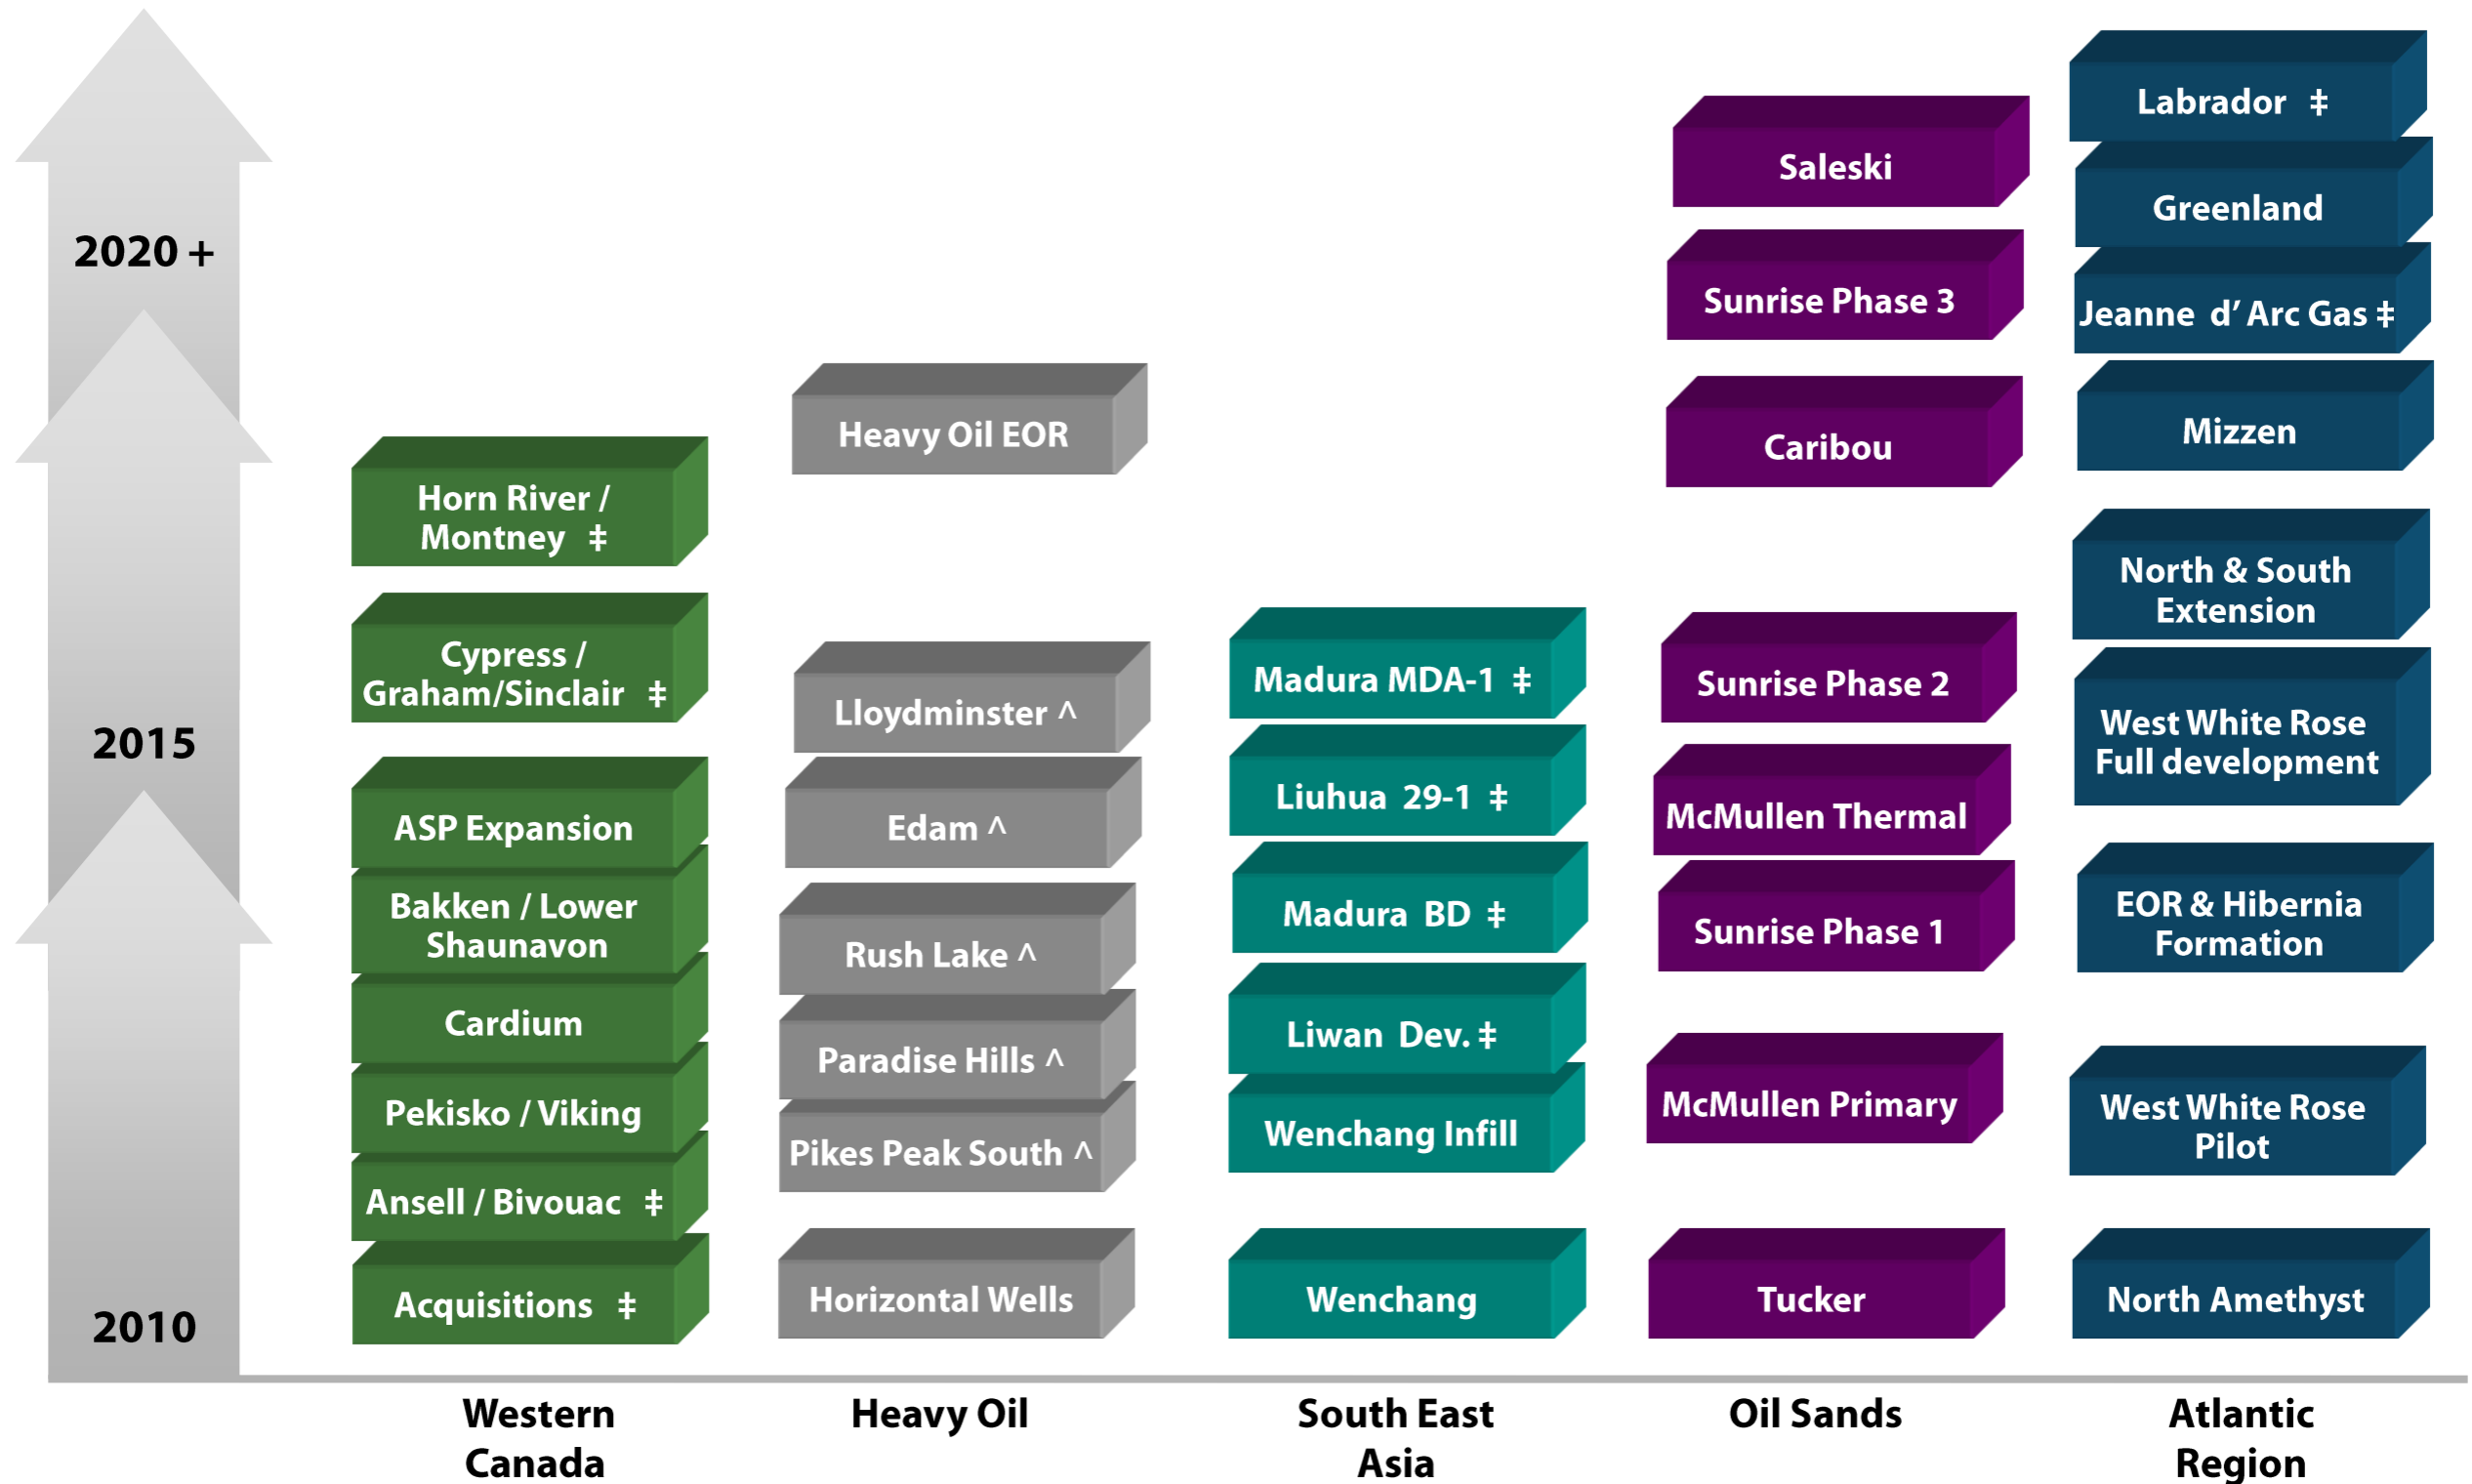 2020 +
2015
2010
Horn River /
Montney ‡
Cypress /
Graham/Sinclair ‡
ASP Expansion
Bakken / Lower
Shaunavon
Cardium
Pekisko / Viking
Ansell / Bivouac ‡
Acquisitions ‡
Western
Canada
Heavy Oil EOR
Lloydminster ^
Edam ^
Rush Lake ^
Paradise Hills ^
Pikes Peak South ^
Horizontal Wells
Heavy Oil
Madura MDA-1 ‡
Liuhua 29-1 ‡
Madura BD ‡
Liwan Dev. ‡
Wenchang Infill
Wenchang
South East
Asia
Saleski
Sunrise Phase 3
Caribou
Sunrise Phase 2
McMullen Thermal
Sunrise Phase 1
McMullen Primary
Tucker
Oil Sands
Labrador ‡
Greenland
Jeanne d’ Arc Gas ‡
Mizzen
North & South
Extension
West White Rose
Full development
EOR & Hibernia
Formation
West White Rose
Pilot
North Amethyst
Atlantic
Region